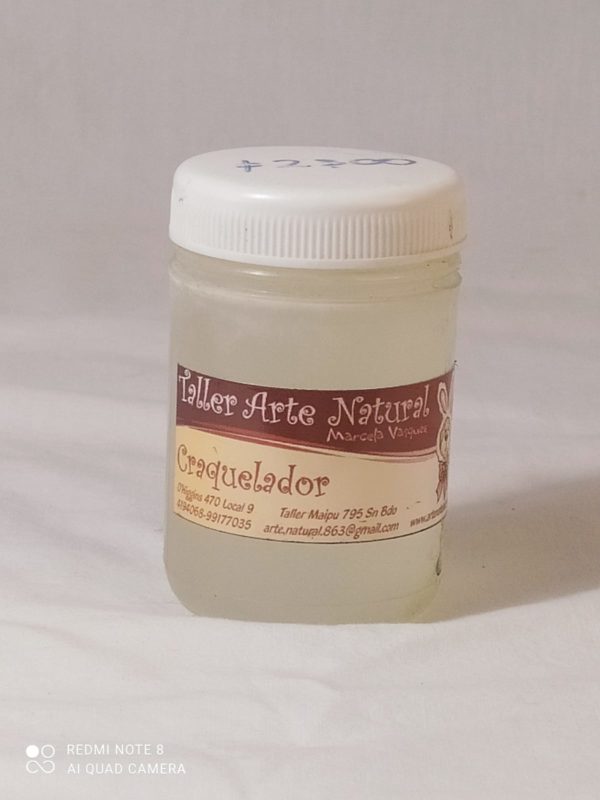 Taller Arte Natural
Marcela Vasquez
Craquelador
O'Higgins 470 Local 9
4194068-99177035
Taller Maipu 795 Sn Bdo
arte.natural.863@gmail.com
REDMI NOTE 8
AI QUAD CAMERA